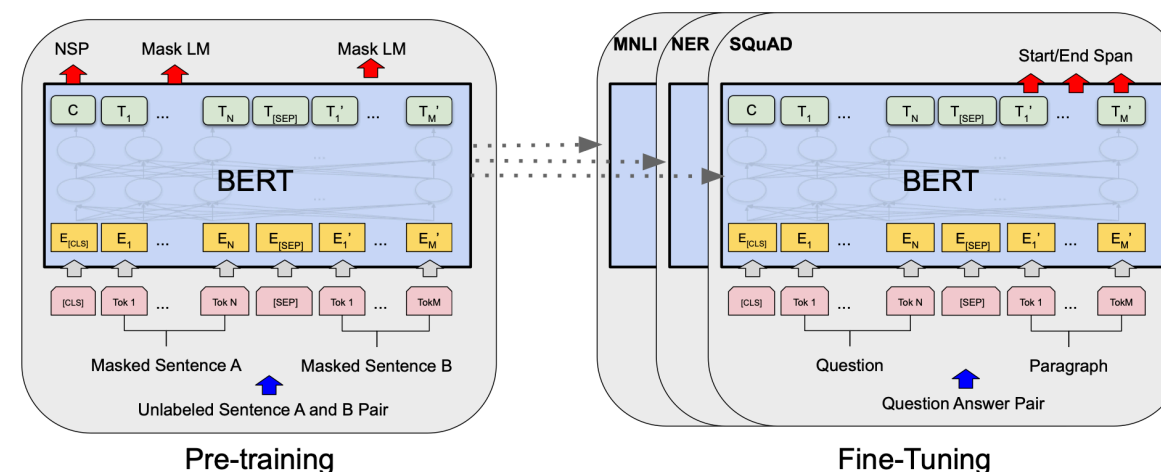 NSP Mask LM Mask LM
C T1 ... TN T[SEP] T1' ... TM'
...
BERT
...
E[CLS] E1 ... EN E[SEP] E1' ... EM'
[CLS] Tok 1 ... Tok N [SEP] Tok 1 ... TokM
Masked Sentence A Masked Sentence B
Unlabeled Sentence A and B Pair
Pre-training
MNLI NER SQuAD
Start/End Span
C T1 ... TN T[SEP] T1' ... TM'
...
BERT
...
E[CLS] E1 ... EN E[SEP] E1' ... EM'
[CLS] Tok 1 ... Tok N [SEP] Tok 1 ... TokM
Question Paragraph
Question Answer Pair
Fine-Tuning